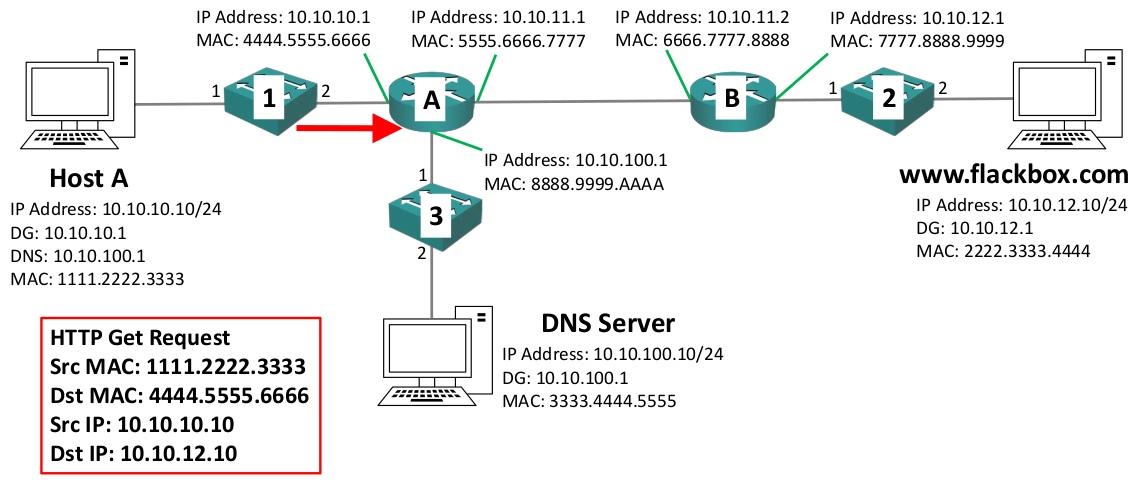 IP Address: 10.10.10.1
MAC: 4444.5555.6666
IP Address: 10.10.11.1
MAC: 5555.6666.7777
IP Address: 10.10.11.2
MAC: 6666.7777.8888
IP Address: 10.10.12.1
MAC: 7777.8888.9999
1
1
2
A
B
1
2
2
IP Address: 10.10.100.1
MAC: 8888.9999.AAAA
1
3
2
Host A
IP Address: 10.10.10.10/24
DG: 10.10.10.1
DNS: 10.10.100.1
MAC: 1111.2222.3333
www.flackbox.com
IP Address: 10.10.12.10/24
DG: 10.10.12.1
MAC: 2222.3333.4444
DNS Server
IP Address: 10.10.100.10/24
DG: 10.10.100.1
MAC: 3333.4444.5555
HTTP Get Request
Src MAC: 1111.2222.3333
Dst MAC: 4444.5555.6666
Src IP: 10.10.10.10
Dst IP: 10.10.12.10